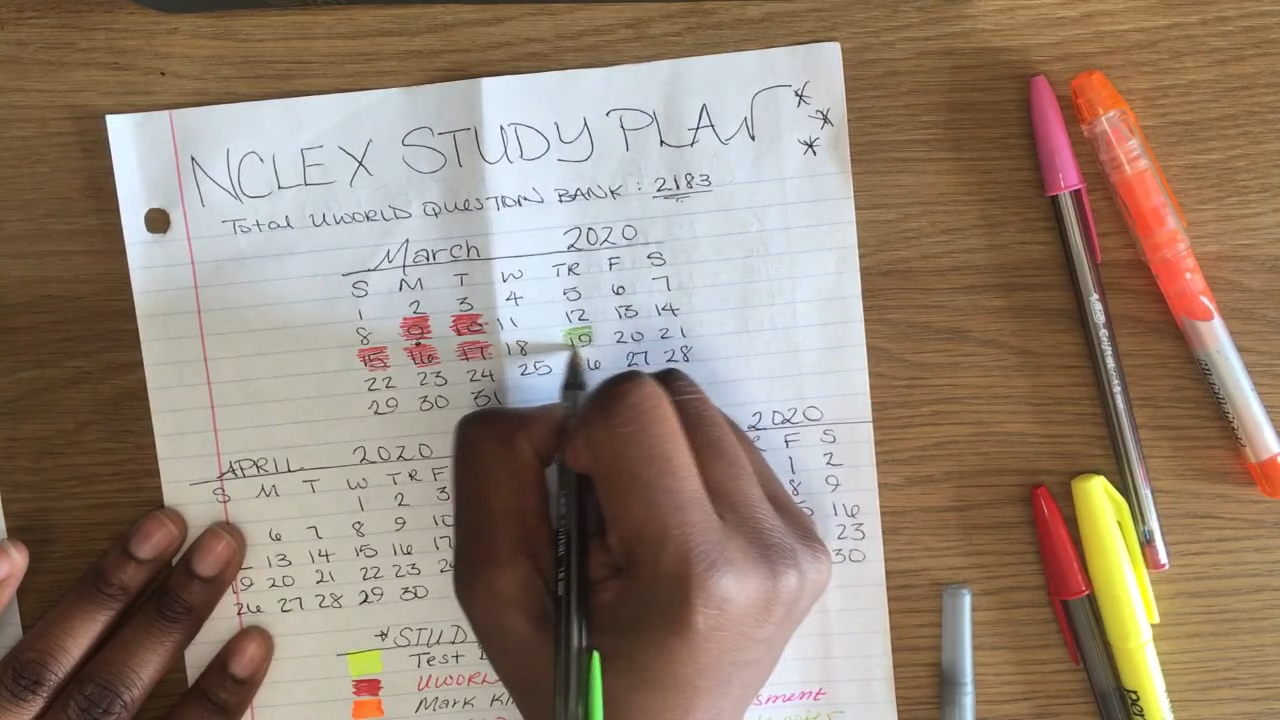 NCLEX STUDY PLAN ***
Total UWORLD QUESTION BANK : 2183
March 2020
S M T W TR F S
1 2 3 4 5 6 7
8 9 10 11 12 13 14
15 16 17 18 19 20 21
22 23 24 25 27 28
29 30 31
APRIL 2020
S M T W TR F
1 2 3
6 7 8 9 10
13 14 15 16 17
19 20 21 22 23
26 27 28 29 30
2020
F S
1 2
8 9
16
23
30
*STUD
Test
UWORL
Mark
sment